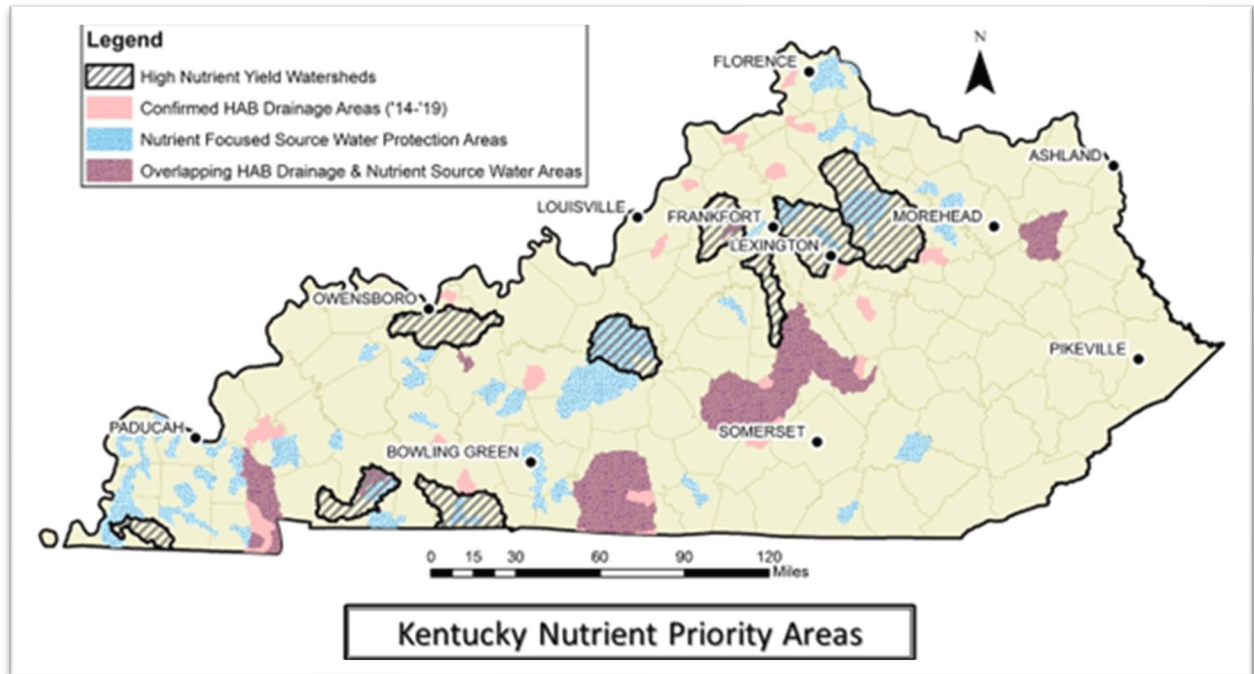 Legend
High Nutrient Yield Watersheds
Confirmed HAB Drainage Areas ('14-'19)
Nutrient Focused Source Water Protection Areas
Overlapping HAB Drainage & Nutrient Source Water Areas
N
FLORENCE
ASHLAND
LOUISVILLE
FRANKFORT
MOREHEAD
LEXINGTON
OWENSBORO
PIKEVILLE
PADUCAH
SOMERSET
BOWLING GREEN
0 15 30 60 90 120
Miles
Kentucky Nutrient Priority Areas